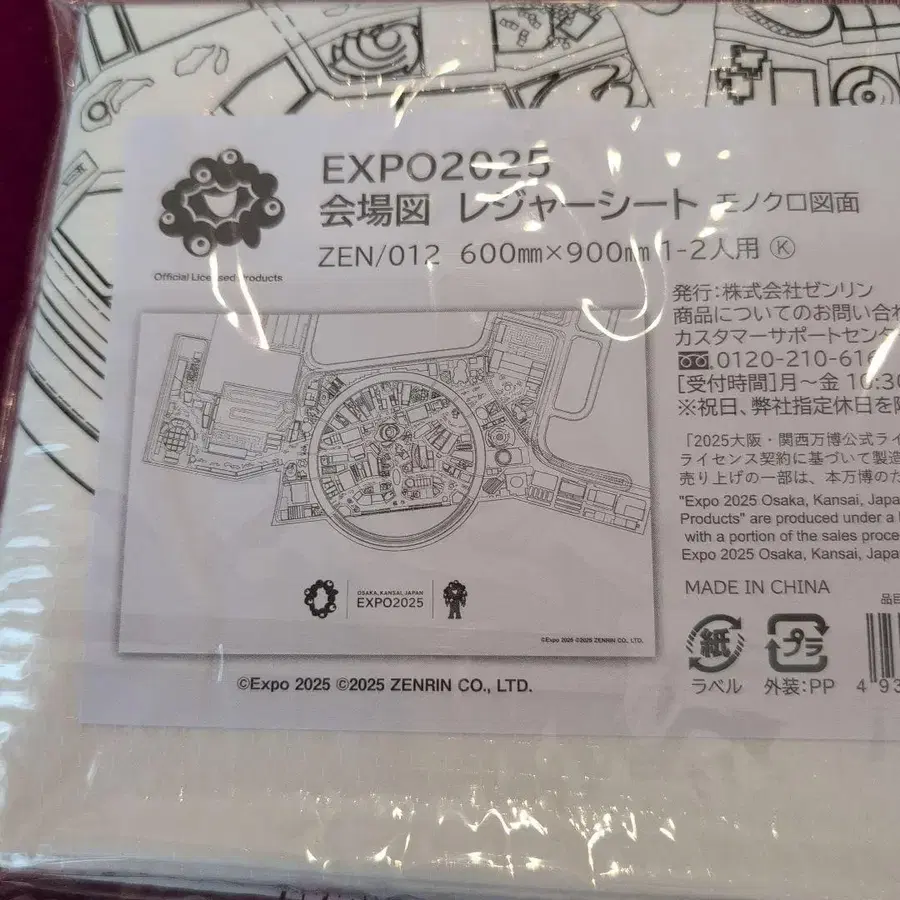 EXPO2025
会場図 レジャーシート モノクロ図面
ZEN/012 600mm×900mm 1-2人用 Ⓚ
Official Licensed Products
発行：株式会社ゼンリン
商品についてのお問い合わ
カスタマーサポートセンタ
0120-210-616
[受付時間]月～金 10:30
※祝日、弊社指定休日を除
「2025大阪・関西万博公式ライ
ライセンス契約に基づいて製造
売り上げの一部は、本万博のた
"Expo 2025 Osaka, Kansai, Japa
Products" are produced under a
with a portion of the sales proce
Expo 2025 Osaka, Kansai, Japa
MADE IN CHINA
品目
紙
プラ
ラベル 外装：PP
4 93
OSAKA, KANSAI, JAPAN
EXPO2025
©Expo 2025 ©2025 ZENRIN CO., LTD.
©Expo 2025 ©2025 ZENRIN CO., LTD.